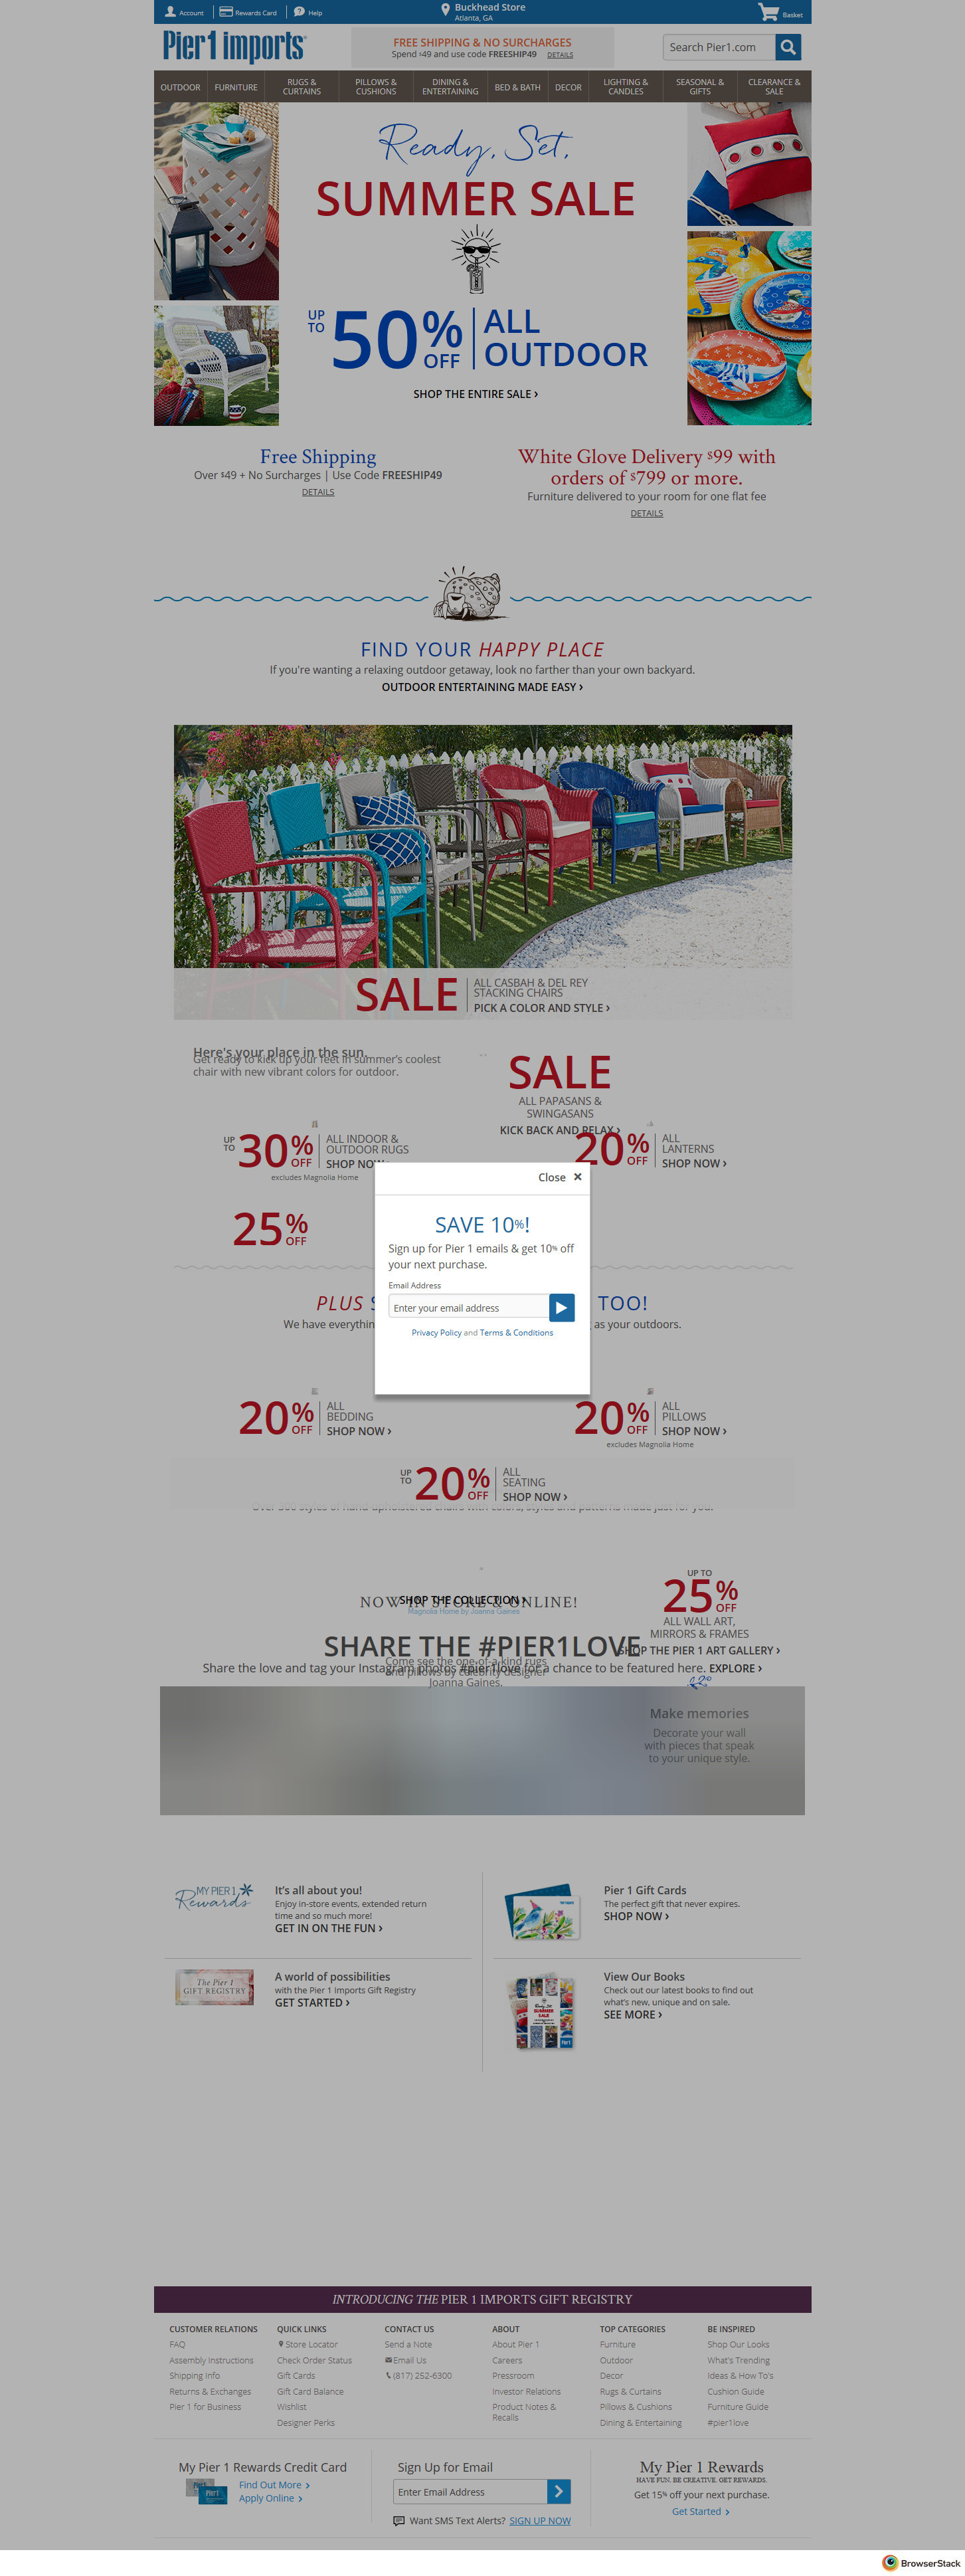 Account
Rewards Card
Help
Buckhead Store
Atlanta, GA
Basket
Pier1 imports®
FREE SHIPPING & NO SURCHARGES
Spend $49 and use code FREESHIP49 DETAILS
Search Pier1.com
OUTDOOR
FURNITURE
RUGS &
CURTAINS
PILLOWS &
CUSHIONS
DINING &
ENTERTAINING
BED & BATH
DECOR
LIGHTING &
CANDLES
SEASONAL &
GIFTS
CLEARANCE &
SALE
Ready, Set,
SUMMER SALE
UP TO 50% OFF ALL OUTDOOR
SHOP THE ENTIRE SALE ›
Free Shipping
Over $49 + No Surcharges | Use Code FREESHIP49
DETAILS
White Glove Delivery $99 with
orders of $799 or more.
Furniture delivered to your room for one flat fee
DETAILS
FIND YOUR HAPPY PLACE
If you're wanting a relaxing outdoor getaway, look no farther than your own backyard.
OUTDOOR ENTERTAINING MADE EASY ›
SALE
ALL CASBAH & DEL REY
STACKING CHAIRS
PICK A COLOR AND STYLE ›
Here's your place in the sun.
Get ready to kick up your feet in summer's coolest
chair with new vibrant colors for outdoor.
SALE
ALL PAPASANS &
SWINGASANS
KICK BACK AND RELAX ›
UP TO 30% OFF
ALL INDOOR &
OUTDOOR RUGS
SHOP NOW
excludes Magnolia Home
20% OFF
ALL
LANTERNS
SHOP NOW ›
25% OFF
Close ×
SAVE 10%!
Sign up for Pier 1 emails & get 10% off
your next purchase.
Email Address
Enter your email address
Privacy Policy and Terms & Conditions
PLUS
TOO!
We have everythin
as your outdoors.
20% OFF
ALL
BEDDING
SHOP NOW ›
20% OFF
ALL
PILLOWS
SHOP NOW ›
excludes Magnolia Home
UP TO 20% OFF
ALL
SEATING
SHOP NOW ›
NOW IN STORE & ONLINE!
SHOP THE COLLECTION ›
Magnolia Home by Joanna Gaines
UP TO
25% OFF
ALL WALL ART,
MIRRORS & FRAMES
SHOP THE PIER 1 ART GALLERY ›
SHARE THE #PIER1LOVE
Come see the one-of-a-kind rugs
and pillows by celebrity designer
Joanna Gaines.
Share the love and tag your Instagram photos #pier1love for a chance to be featured here. EXPLORE ›
Make memories
Decorate your wall
with pieces that speak
to your unique style.
MY PIER 1
Rewards
It's all about you!
Enjoy in-store events, extended return
time and so much more!
GET IN ON THE FUN ›
Pier 1 Gift Cards
The perfect gift that never expires.
SHOP NOW ›
The Pier 1
GIFT REGISTRY
A world of possibilities
with the Pier 1 Imports Gift Registry
GET STARTED ›
Ready, Set,
SUMMER
SALE
Pier1
View Our Books
Check out our latest books to find out
what's new, unique and on sale.
SEE MORE ›
INTRODUCING THE PIER 1 IMPORTS GIFT REGISTRY
CUSTOMER RELATIONS
FAQ
Assembly Instructions
Shipping Info
Returns & Exchanges
Pier 1 for Business
QUICK LINKS
Store Locator
Check Order Status
Gift Cards
Gift Card Balance
Wishlist
Designer Perks
CONTACT US
Send a Note
Email Us
(817) 252-6300
ABOUT
About Pier 1
Careers
Pressroom
Investor Relations
Product Notes &
Recalls
TOP CATEGORIES
Furniture
Outdoor
Decor
Rugs & Curtains
Pillows & Cushions
Dining & Entertaining
BE INSPIRED
Shop Our Looks
What's Trending
Ideas & How To's
Cushion Guide
Furniture Guide
#pier1love
My Pier 1 Rewards Credit Card
Pier1
Find Out More ›
Apply Online ›
Sign Up for Email
Enter Email Address
Want SMS Text Alerts? SIGN UP NOW
My Pier 1 Rewards
HAVE FUN. BE CREATIVE. GET REWARDS.
Get 15% off your next purchase.
Get Started ›
BrowserStack